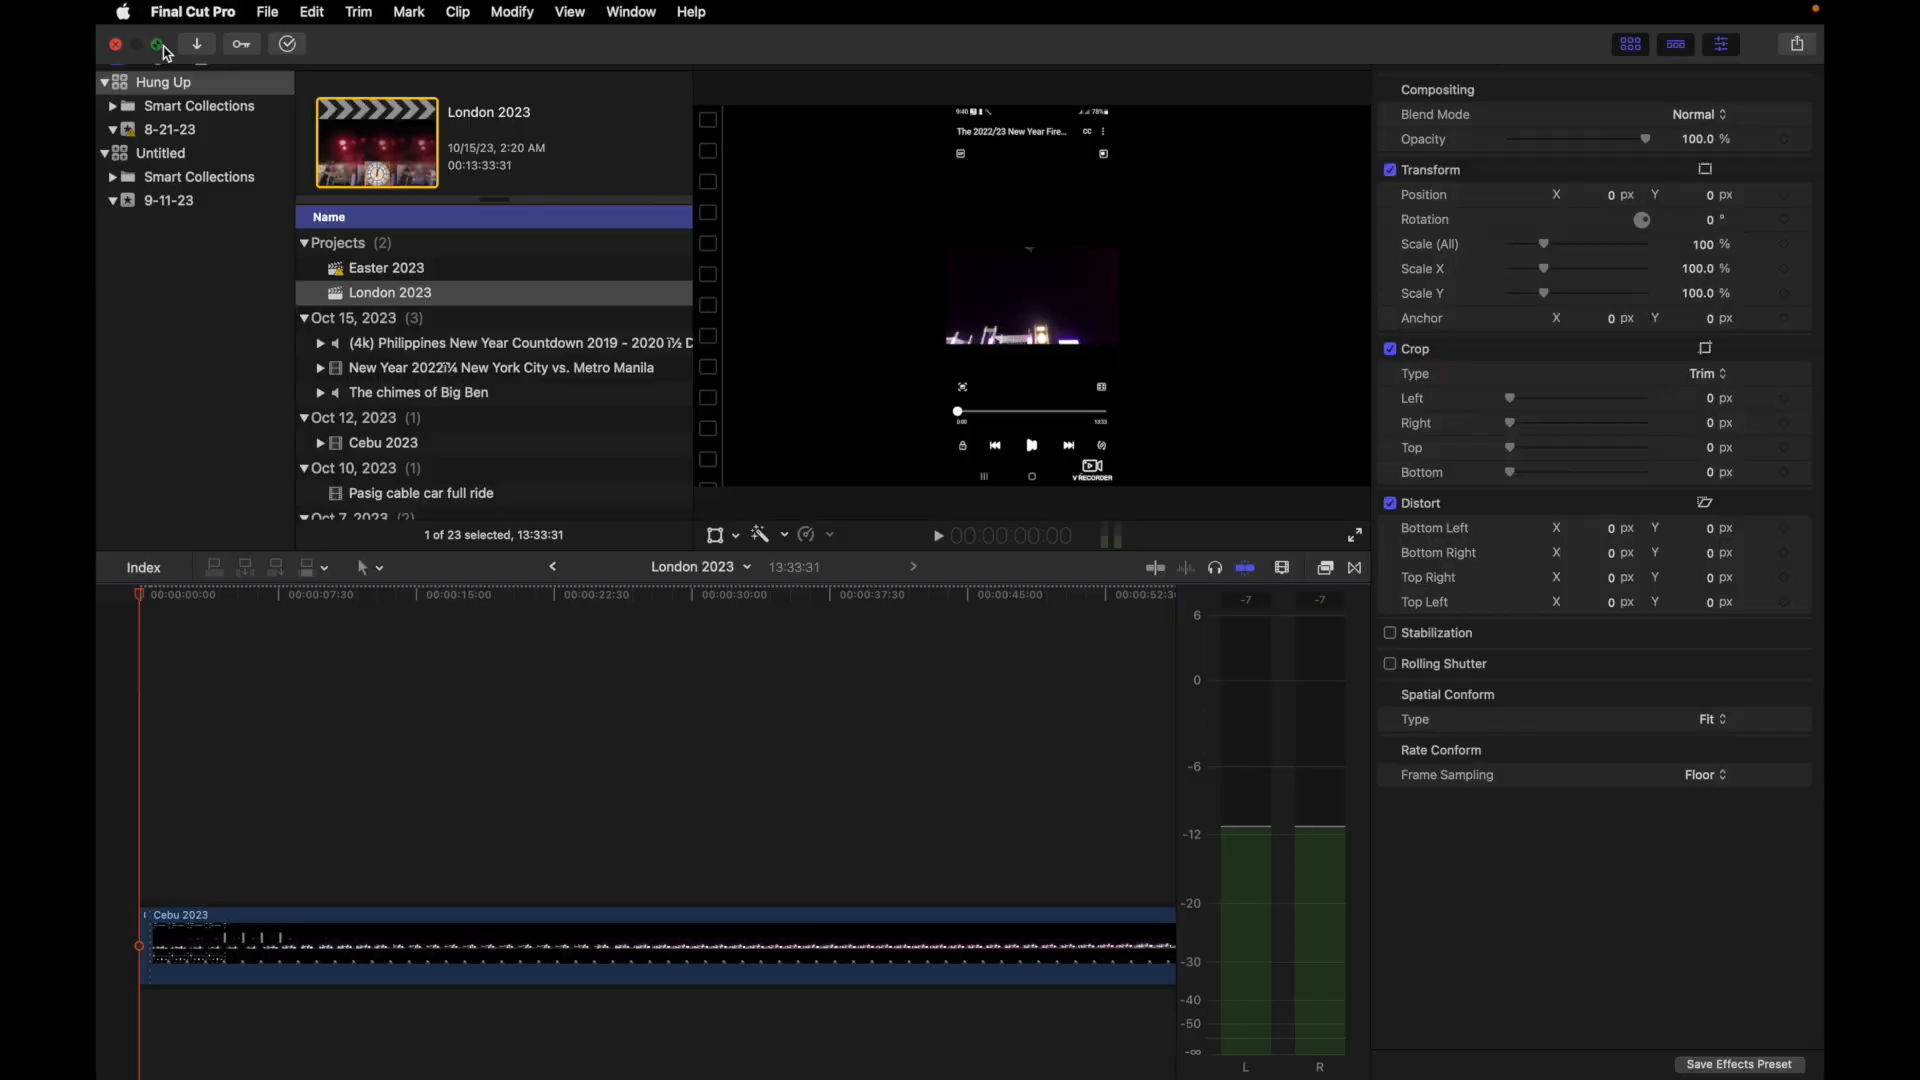 Final Cut Pro File Edit Trim Mark Clip Modify View Window Help
Hung Up
Smart Collections
8-21-23
Untitled
Smart Collections
9-11-23
London 2023
10/15/23, 2:20 AM
00:13:33:31
Name
Projects (2)
Easter 2023
London 2023
Oct 15, 2023 (3)
(4k) Philippines New Year Countdown 2019 - 2020 ï½ D
New Year 2022ï¼ New York City vs. Metro Manila
The chimes of Big Ben
Oct 12, 2023 (1)
Cebu 2023
Oct 10, 2023 (1)
Pasig cable car full ride
Oct 7, 2023 (2)
1 of 23 selected, 13:33:31
9:40
78%
The 2022/23 New Year Fire... CC
0:00 13:33
V RECORDER
00:00:00:00
Compositing
Blend Mode Normal
Opacity 100.0 %
Transform
Position X 0 px Y 0 px
Rotation 0 °
Scale (All) 100 %
Scale X 100.0 %
Scale Y 100.0 %
Anchor X 0 px Y 0 px
Crop
Type Trim
Left 0 px
Right 0 px
Top 0 px
Bottom 0 px
Distort
Bottom Left X 0 px Y 0 px
Bottom Right X 0 px Y 0 px
Top Right X 0 px Y 0 px
Top Left X 0 px Y 0 px
Stabilization
Rolling Shutter
Spatial Conform
Type Fit
Rate Conform
Frame Sampling Floor
Save Effects Preset
Index London 2023 13:33:31
00:00:00:00 00:00:07:30 00:00:15:00 00:00:22:30 00:00:30:00 00:00:37:30 00:00:45:00 00:00:52:3
Cebu 2023
-7 -7
6
0
-6
-12
-20
-30
-40
-50
-∞
L R